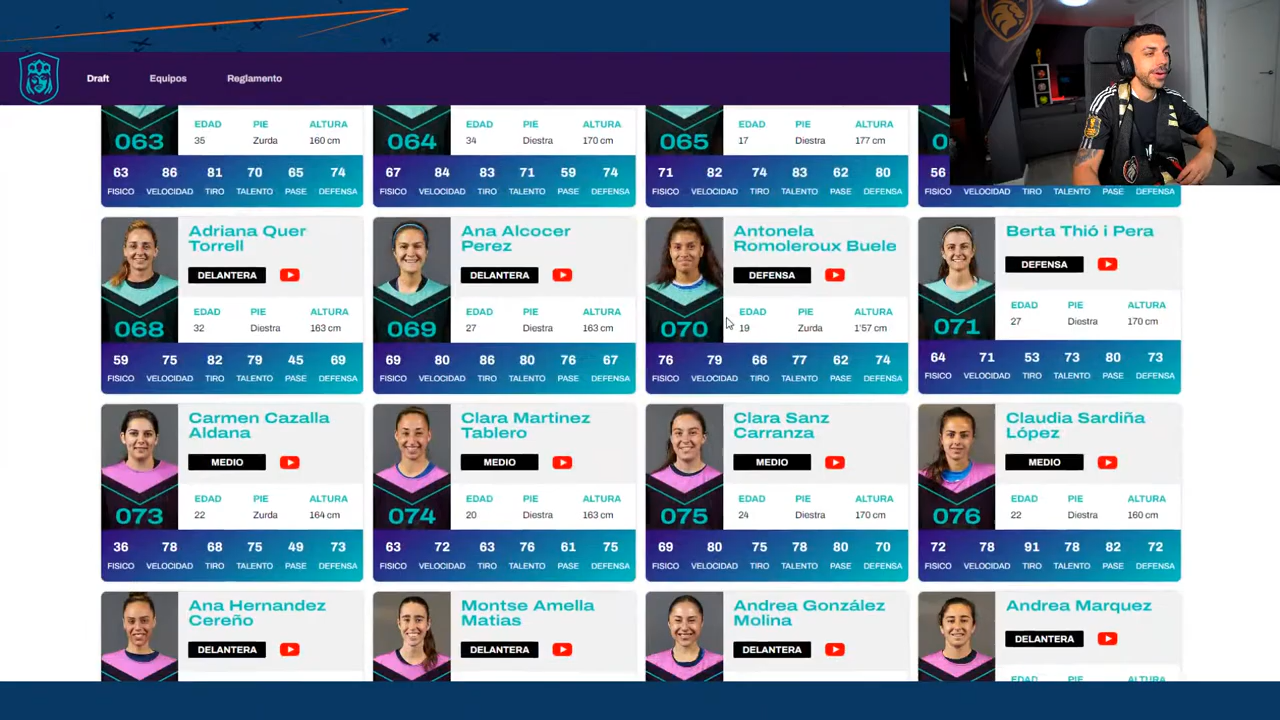 Draft Equipos Reglamento
063 EDAD PIE ALTURA
35 Zurda 160 cm
63 86 81 70 65 74
FISICO VELOCIDAD TIRO TALENTO PASE DEFENSA
064 EDAD PIE ALTURA
34 Diestra 170 cm
67 84 83 71 59 74
FISICO VELOCIDAD TIRO TALENTO PASE DEFENSA
065 EDAD PIE ALTURA
17 Diestra 177 cm
71 82 74 83 62 80
FISICO VELOCIDAD TIRO TALENTO PASE DEFENSA
56
FISICO VELOCIDAD TIRO TALENTO PASE DEFENSA
Adriana Quer
Torrell
DELANTERA
068 EDAD PIE ALTURA
32 Diestra 163 cm
59 75 82 79 45 69
FISICO VELOCIDAD TIRO TALENTO PASE DEFENSA
Ana Alcocer
Perez
DELANTERA
069 EDAD PIE ALTURA
27 Diestra 163 cm
69 80 86 80 76 67
FISICO VELOCIDAD TIRO TALENTO PASE DEFENSA
Antonela
Romoleroux Buele
DEFENSA
070 EDAD PIE ALTURA
19 Zurda 1'57 cm
76 79 66 77 62 74
FISICO VELOCIDAD TIRO TALENTO PASE DEFENSA
Berta Thió i Pera
DEFENSA
071 EDAD PIE ALTURA
27 Diestra 170 cm
64 71 53 73 80 73
FISICO VELOCIDAD TIRO TALENTO PASE DEFENSA
Carmen Cazalla
Aldana
MEDIO
073 EDAD PIE ALTURA
22 Zurda 164 cm
36 78 68 75 49 73
FISICO VELOCIDAD TIRO TALENTO PASE DEFENSA
Clara Martinez
Tablero
MEDIO
074 EDAD PIE ALTURA
20 Diestra 163 cm
63 72 63 76 61 75
FISICO VELOCIDAD TIRO TALENTO PASE DEFENSA
Clara Sanz
Carranza
MEDIO
075 EDAD PIE ALTURA
24 Diestra 170 cm
69 80 75 78 80 70
FISICO VELOCIDAD TIRO TALENTO PASE DEFENSA
Claudia Sardiña
López
MEDIO
076 EDAD PIE ALTURA
22 Diestra 160 cm
72 78 91 78 82 72
FISICO VELOCIDAD TIRO TALENTO PASE DEFENSA
Ana Hernandez
Cereño
DELANTERA
Montse Amella
Matias
DELANTERA
Andrea González
Molina
DELANTERA
Andrea Marquez
DELANTERA
EDAD PIE ALTURA